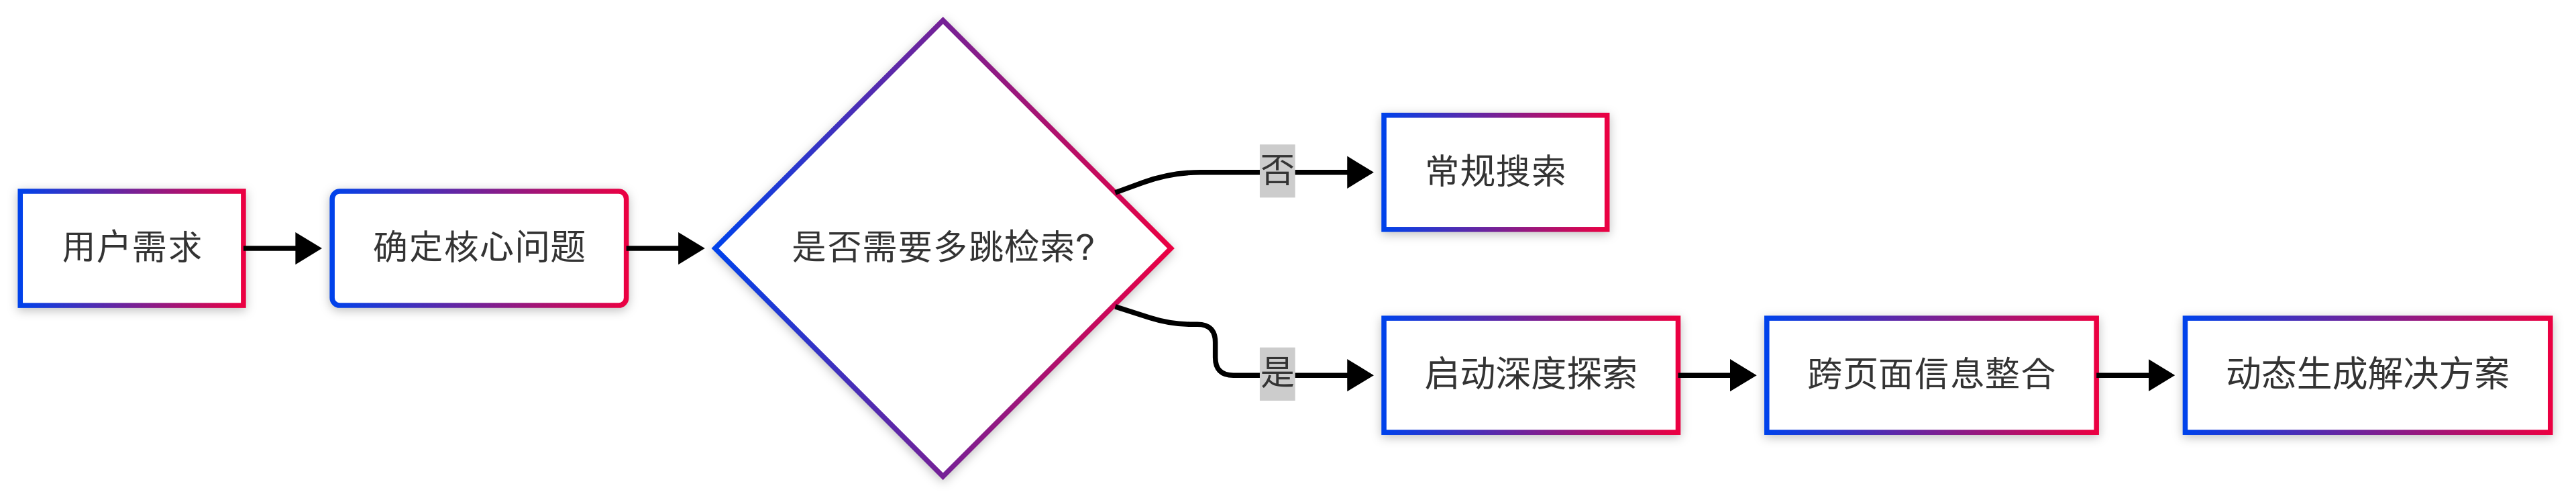 用户需求
确定核心问题
是否需要多跳检索?
否
常规搜索
是
启动深度探索
跨页面信息整合
动态生成解决方案